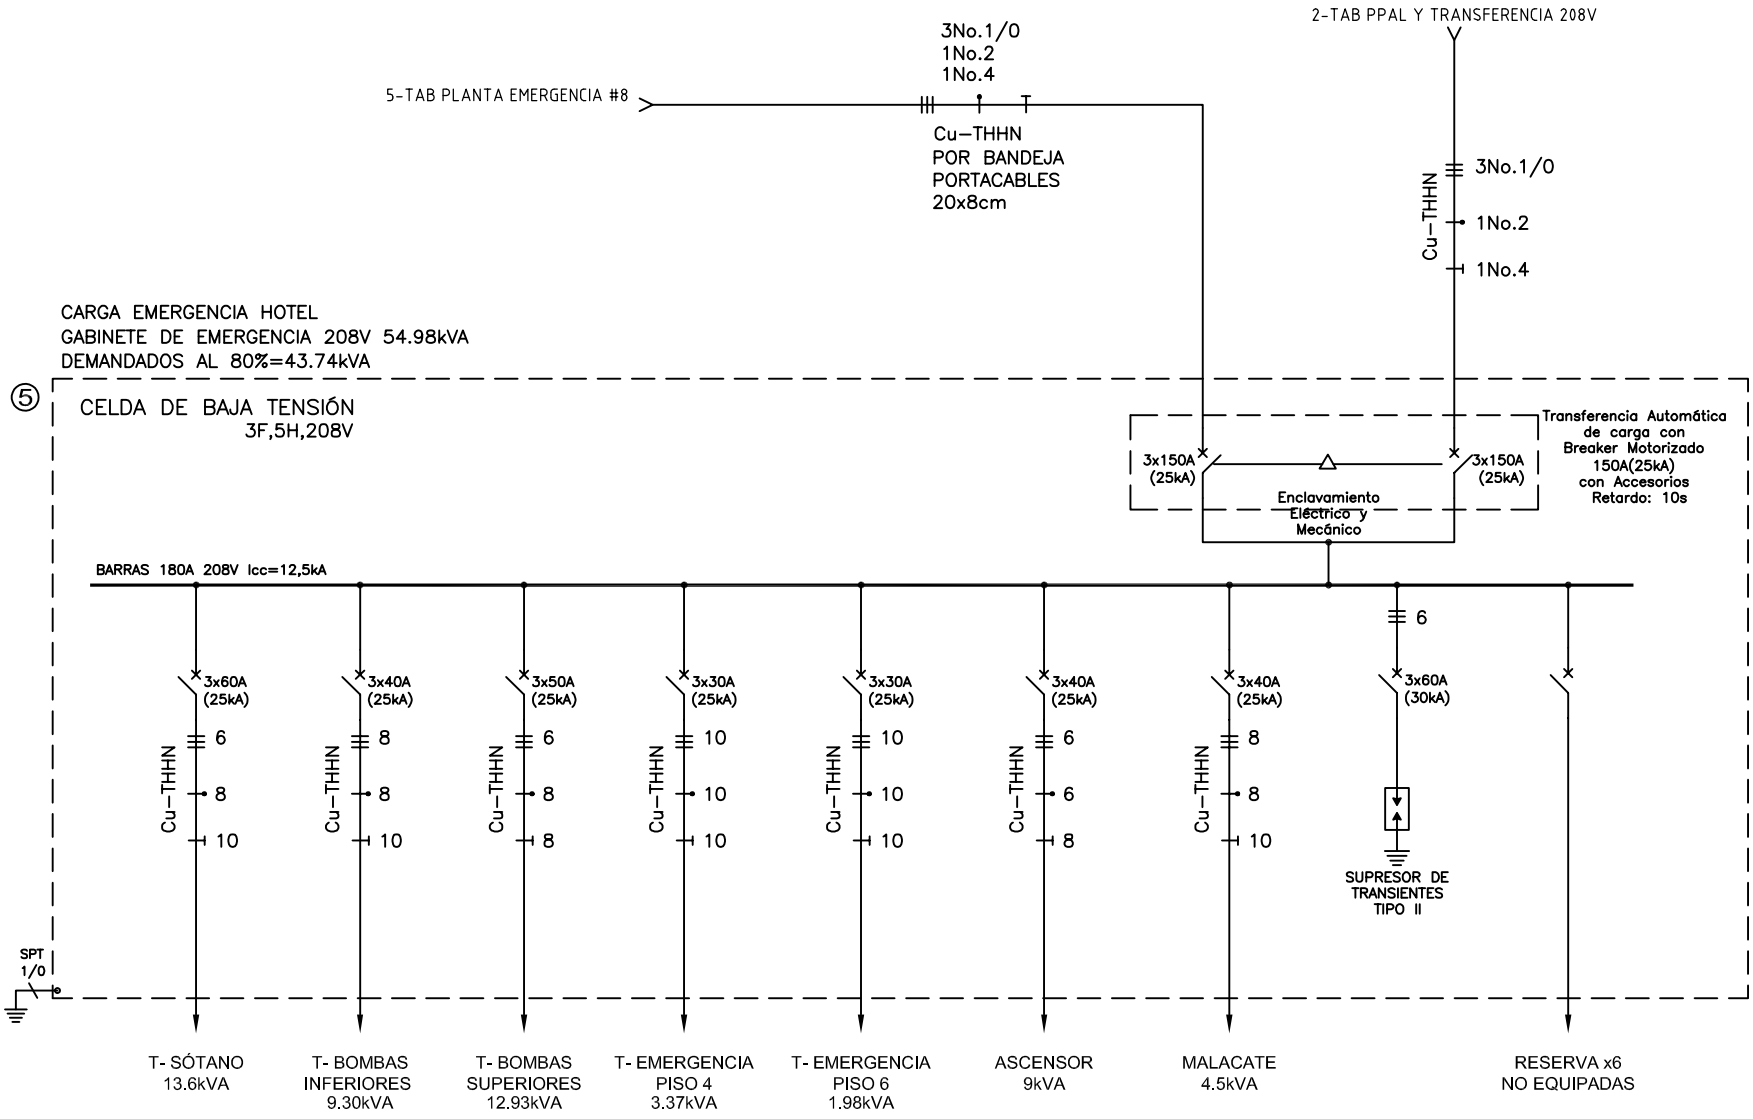 2-TAB PPAL Y TRANSFERENCIA 208V
3No.1/0
1No.2
1No.4
5-TAB PLANTA EMERGENCIA #8
Cu-THHN
POR BANDEJA
PORTACABLES
20x8cm
Cu-THHN
3No.1/0
1No.2
1No.4
CARGA EMERGENCIA HOTEL
GABINETE DE EMERGENCIA 208V 54.98kVA
DEMANDADOS AL 80%=43.74kVA
5
CELDA DE BAJA TENSIÓN
3F,5H,208V
3x150A
(25kA)
3x150A
(25kA)
Enclavamiento
Eléctrico y
Mecánico
Transferencia Automática
de carga con
Breaker Motorizado
150A(25kA)
con Accesorios
Retardo: 10s
BARRAS 180A 208V Icc=12,5kA
3x60A
(25kA)
Cu-THHN
6
8
10
3x40A
(25kA)
Cu-THHN
8
8
10
3x50A
(25kA)
Cu-THHN
6
8
8
3x30A
(25kA)
Cu-THHN
10
10
10
3x30A
(25kA)
Cu-THHN
10
10
10
3x40A
(25kA)
Cu-THHN
6
6
8
3x40A
(25kA)
Cu-THHN
8
8
10
6
3x60A
(30kA)
SUPRESOR DE
TRANSIENTES
TIPO II
SPT
1/0
T- SÓTANO
13.6kVA
T- BOMBAS
INFERIORES
9.30kVA
T- BOMBAS
SUPERIORES
12.93kVA
T- EMERGENCIA
PISO 4
3.37kVA
T- EMERGENCIA
PISO 6
1.98kVA
ASCENSOR
9kVA
MALACATE
4.5kVA
RESERVA x6
NO EQUIPADAS